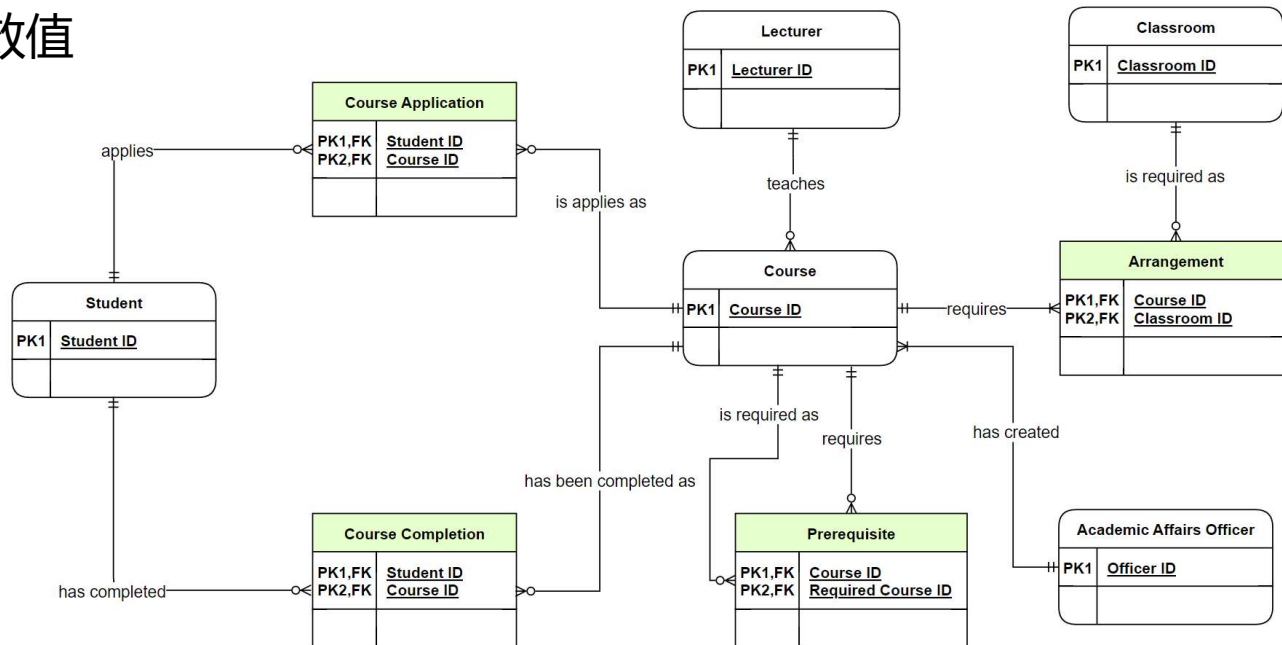 数值
Lecturer
PK1 Lecturer ID
Classroom
PK1 Classroom ID
Course Application
PK1,FK Student ID
PK2,FK Course ID
applies
is applies as
teaches
is required as
Student
PK1 Student ID
Course
PK1 Course ID
requires
Arrangement
PK1,FK Course ID
PK2,FK Classroom ID
is required as
requires
has created
has been completed as
has completed
Course Completion
PK1,FK Student ID
PK2,FK Course ID
Prerequisite
PK1,FK Course ID
PK2,FK Required Course ID
Academic Affairs Officer
PK1 Officer ID